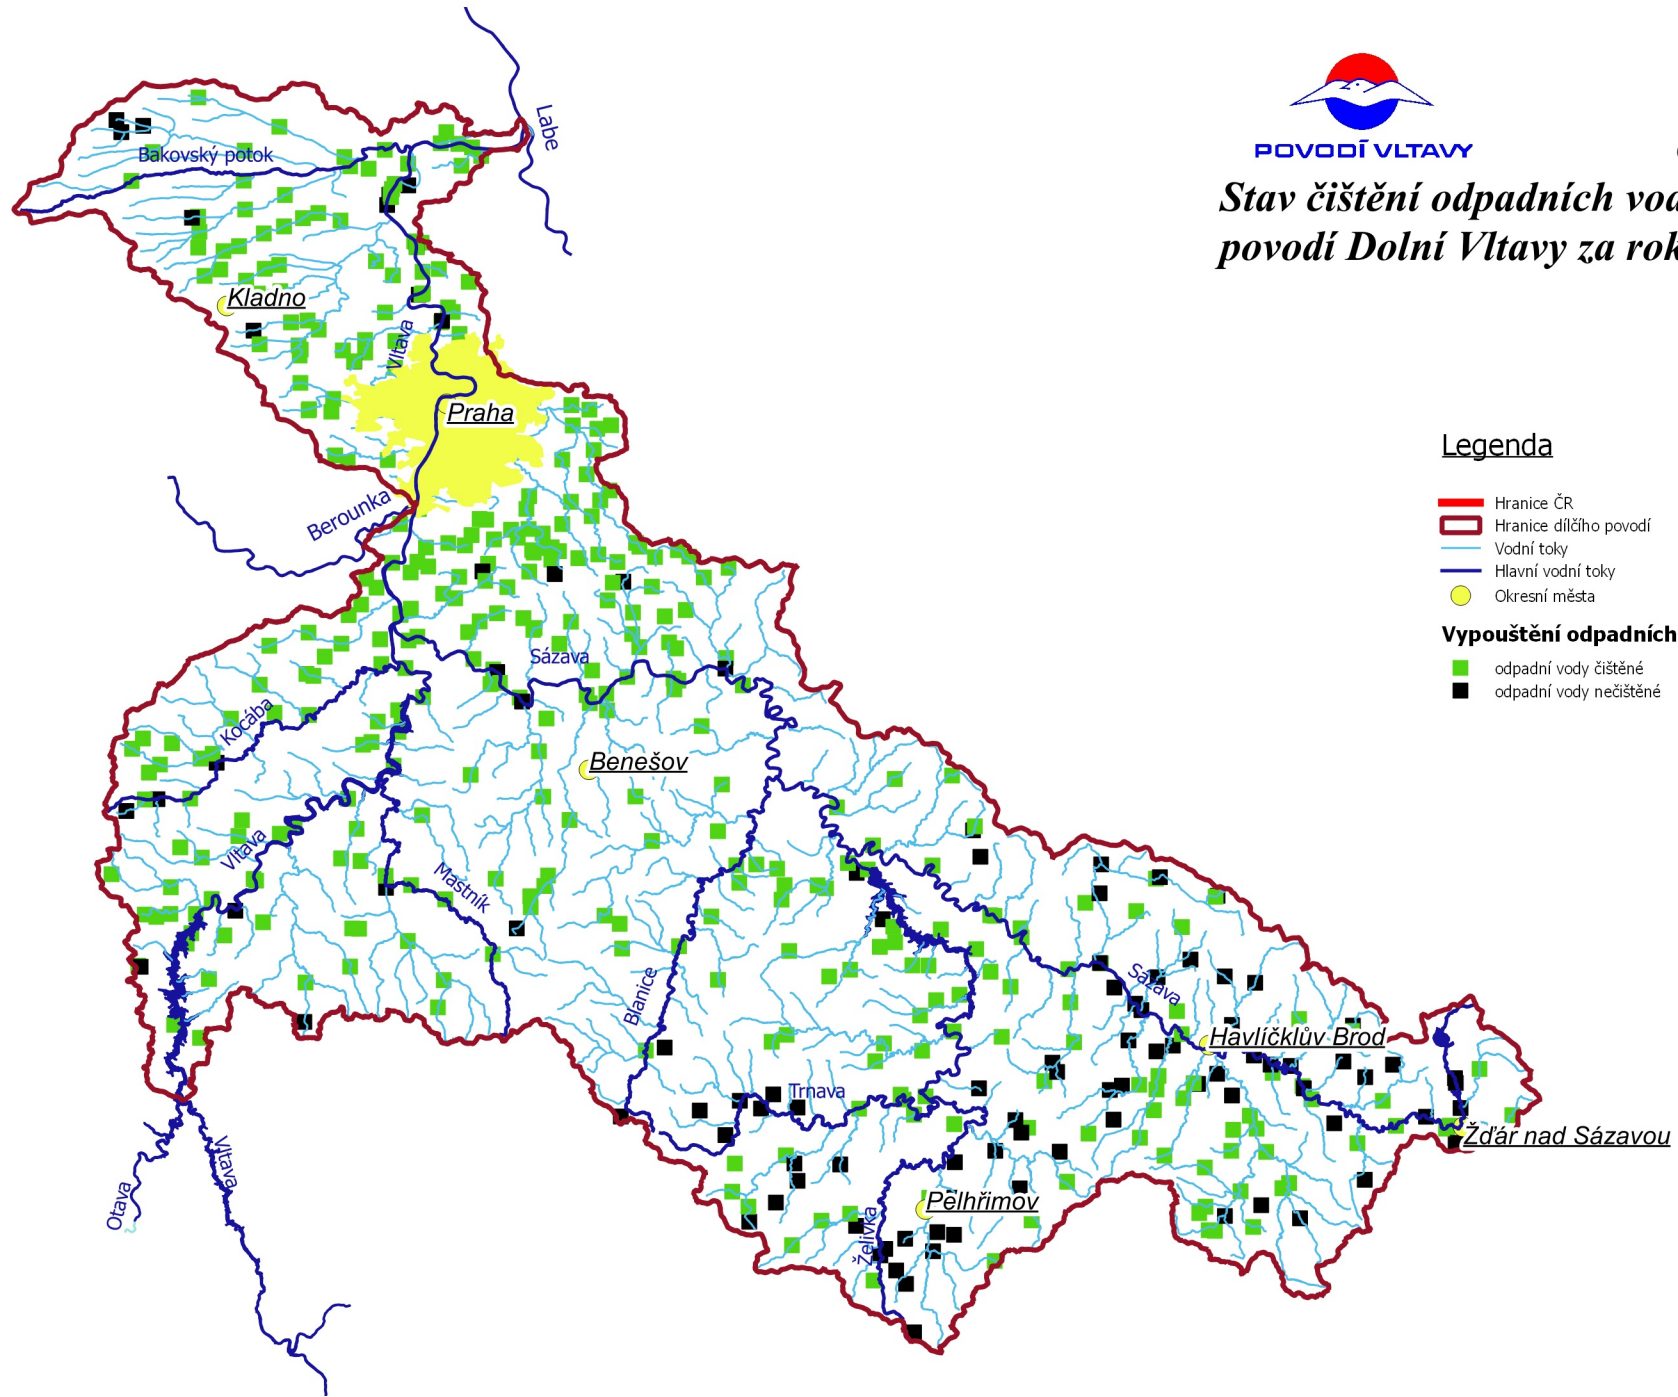 POVODÍ VLTAVY
Stav čištění odpadních vod
povodí Dolní Vltavy za rok
Labe
Bakovský potok
Kladno
Vltava
Praha
Berounka
Legenda
Hranice ČR
Hranice dílčího povodí
Vodní toky
Hlavní vodní toky
Okresní města
Vypouštění odpadních
odpadní vody čištěné
odpadní vody nečištěné
Sázava
Kocába
Benešov
Vltava
Mastník
Blanice
Sázava
Havlíčklův Brod
Trnava
Žďár nad Sázavou
Otava
Vltava
Pelhřimov
Želivka